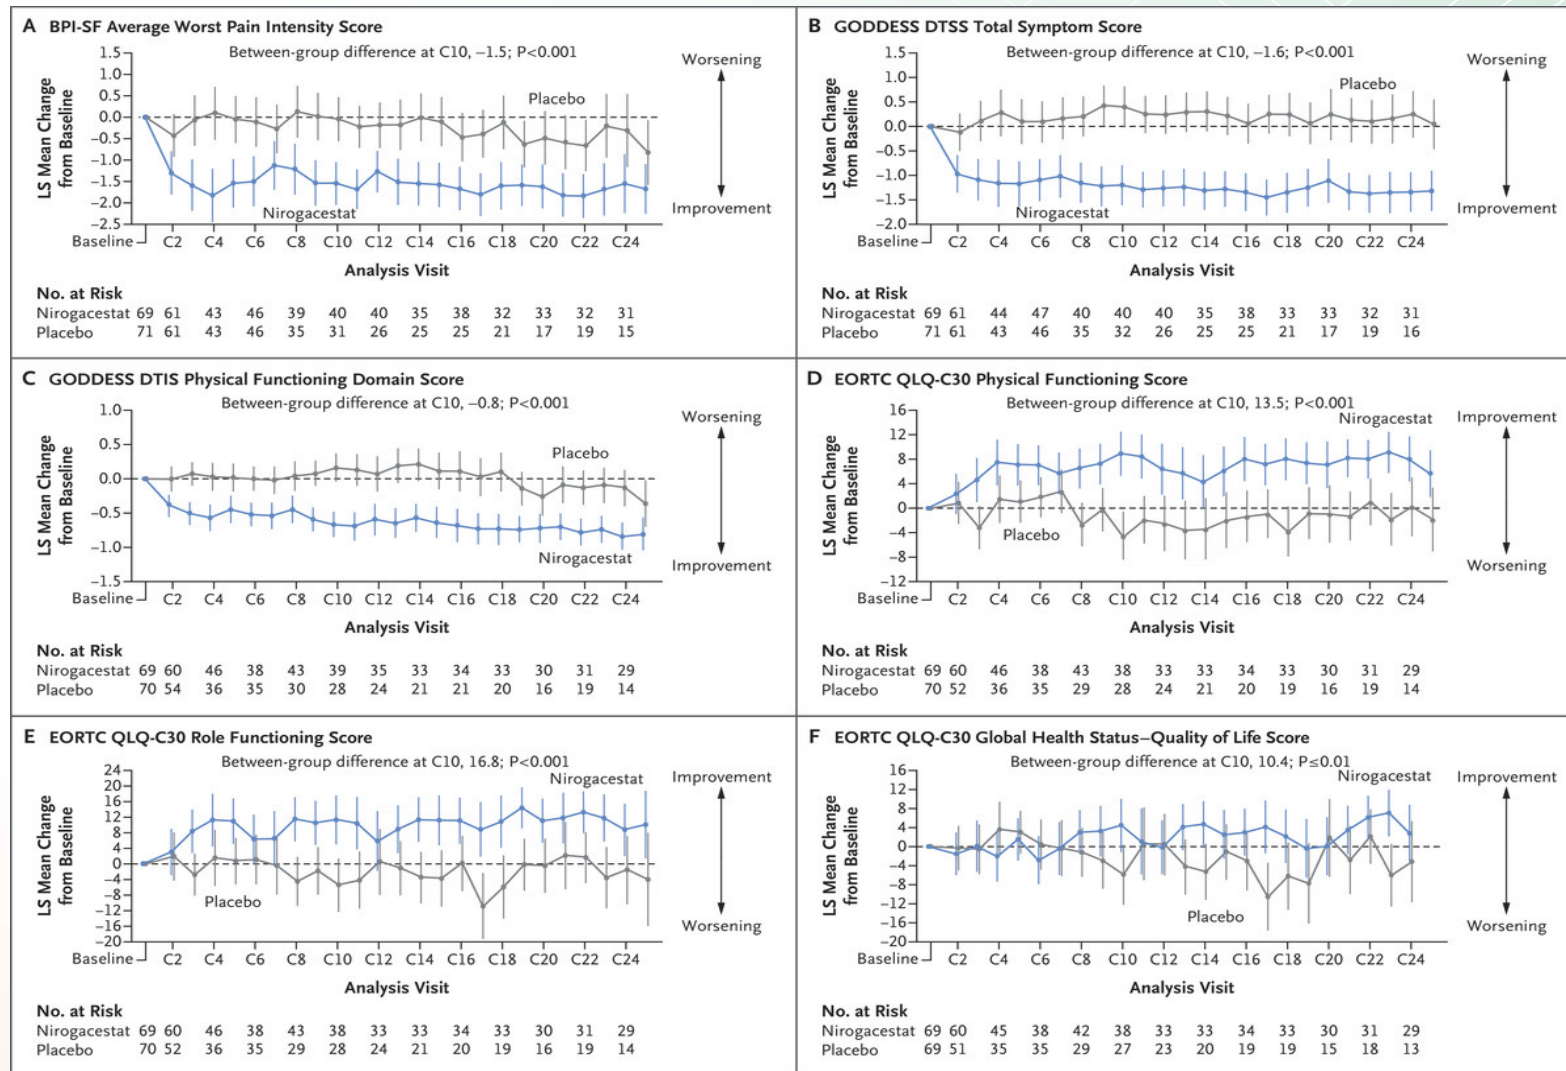 A BPI-SF Average Worst Pain Intensity Score
Between-group difference at C10, −1.5; P<0.001
LS Mean Change
from Baseline
1.5
1.0
0.5
0.0
−0.5
−1.0
−1.5
−2.0
−2.5
Placebo
Nirogacestat
Worsening
Improvement
Baseline C2 C4 C6 C8 C10 C12 C14 C16 C18 C20 C22 C24
Analysis Visit
No. at Risk
Nirogacestat 69 61 43 46 39 40 40 35 38 32 33 32 31
Placebo 71 61 43 46 35 31 26 25 25 21 17 19 15
B GODDESS DTSS Total Symptom Score
Between-group difference at C10, −1.6; P<0.001
LS Mean Change
from Baseline
1.5
1.0
0.5
0.0
−0.5
−1.0
−1.5
−2.0
Placebo
Nirogacestat
Worsening
Improvement
Baseline C2 C4 C6 C8 C10 C12 C14 C16 C18 C20 C22 C24
Analysis Visit
No. at Risk
Nirogacestat 69 61 44 47 40 40 40 35 38 33 33 32 31
Placebo 71 61 43 46 35 32 26 25 25 21 17 19 16
C GODDESS DTIS Physical Functioning Domain Score
Between-group difference at C10, −0.8; P<0.001
LS Mean Change
from Baseline
1.0
0.5
0.0
−0.5
−1.0
−1.5
Placebo
Nirogacestat
Worsening
Improvement
Baseline C2 C4 C6 C8 C10 C12 C14 C16 C18 C20 C22 C24
Analysis Visit
No. at Risk
Nirogacestat 69 60 46 38 43 39 35 33 34 33 30 31 29
Placebo 70 54 36 35 30 28 24 21 21 20 16 19 14
D EORTC QLQ-C30 Physical Functioning Score
Between-group difference at C10, 13.5; P<0.001
LS Mean Change
from Baseline
16
12
8
4
0
−4
−8
−12
Nirogacestat
Placebo
Improvement
Worsening
Baseline C2 C4 C6 C8 C10 C12 C14 C16 C18 C20 C22 C24
Analysis Visit
No. at Risk
Nirogacestat 69 60 46 38 43 38 33 33 34 33 30 31 29
Placebo 70 52 36 35 29 28 24 21 20 19 16 19 14
E EORTC QLQ-C30 Role Functioning Score
Between-group difference at C10, 16.8; P<0.001
LS Mean Change
from Baseline
24
20
16
12
8
4
0
−4
−8
−12
−16
−20
Nirogacestat
Placebo
Improvement
Worsening
Baseline C2 C4 C6 C8 C10 C12 C14 C16 C18 C20 C22 C24
Analysis Visit
No. at Risk
Nirogacestat 69 60 46 38 43 38 33 33 34 33 30 31 29
Placebo 70 52 36 35 29 28 24 21 20 19 16 19 14
F EORTC QLQ-C30 Global Health Status–Quality of Life Score
Between-group difference at C10, 10.4; P≤0.01
LS Mean Change
from Baseline
16
12
8
4
0
−4
−8
−12
−16
−20
Nirogacestat
Placebo
Improvement
Worsening
Baseline C2 C4 C6 C8 C10 C12 C14 C16 C18 C20 C22 C24
Analysis Visit
No. at Risk
Nirogacestat 69 60 45 38 42 38 33 33 34 33 30 31 29
Placebo 69 51 35 35 29 27 23 20 19 19 15 18 13